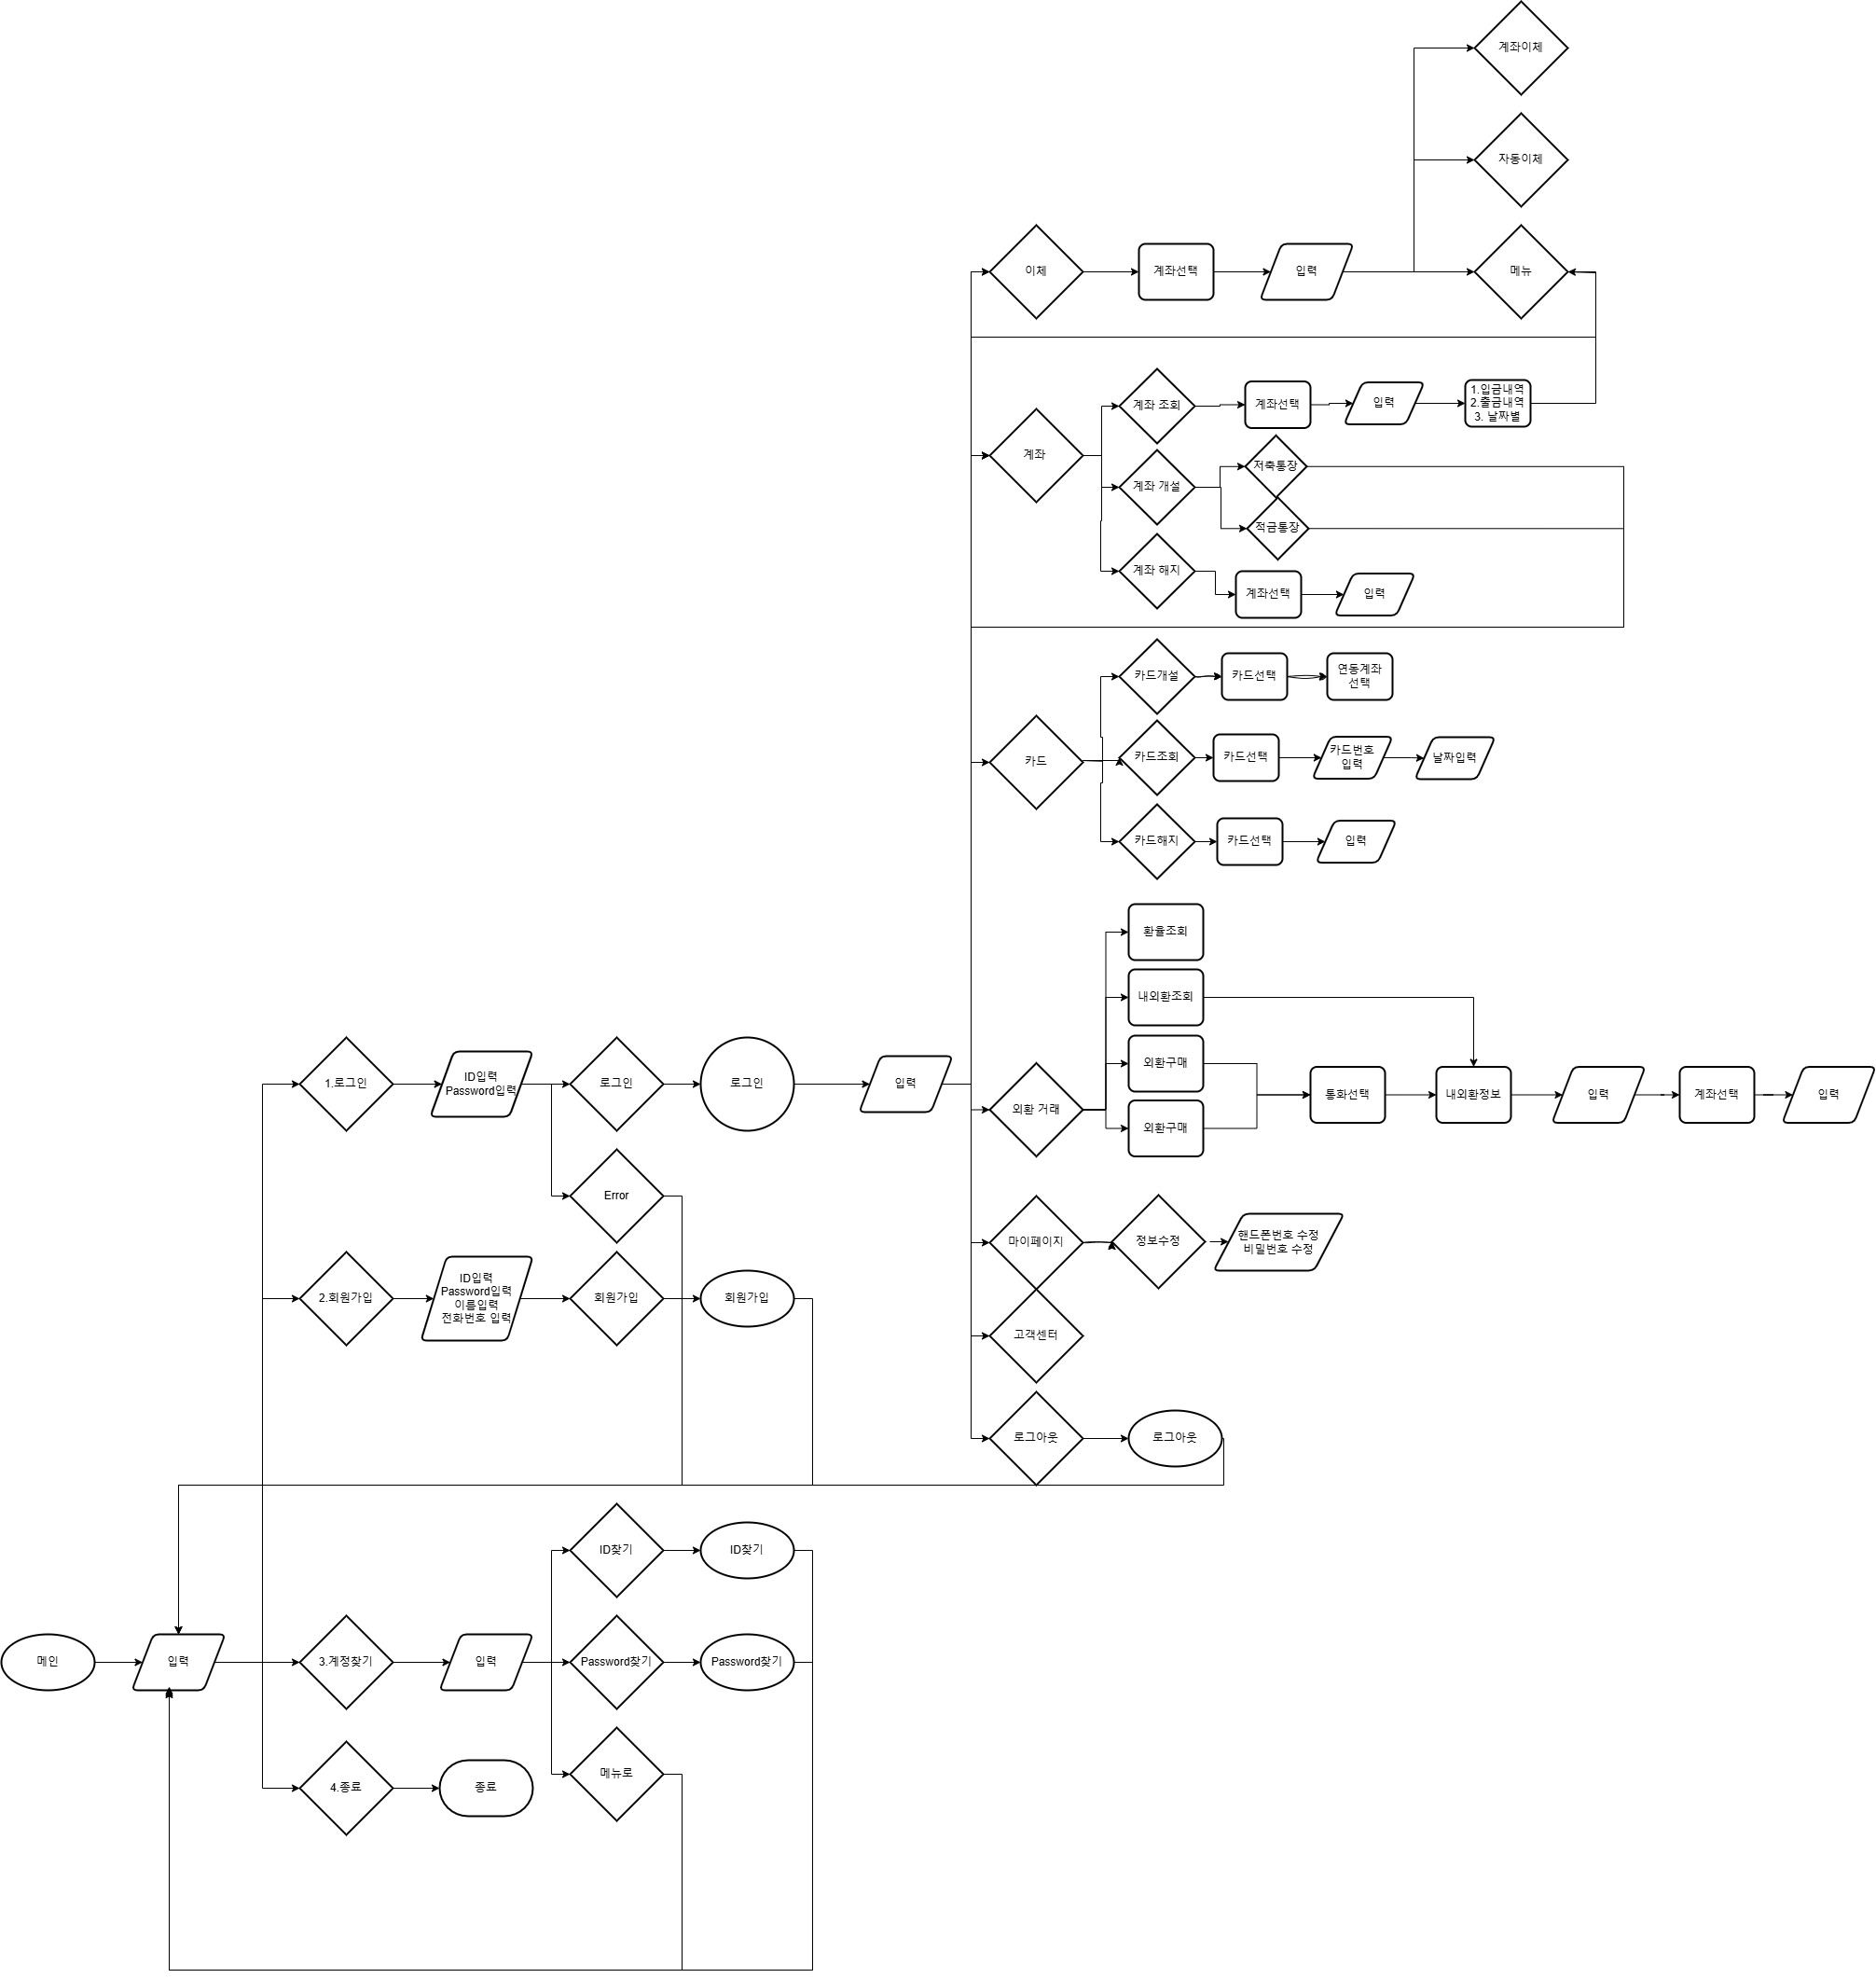 계좌이체
자동이체
이체
계좌선택
입력
메뉴
계좌
계좌 조회
계좌선택
입력
1.입금내역
2.출금내역
3. 날짜별
계좌 개설
저축통장
적금통장
계좌 해지
계좌선택
입력
카드
카드개설
카드선택
연동계좌
선택
카드조회
카드선택
카드번호
입력
날짜입력
카드해지
카드선택
입력
환율조회
내외환조회
외환 거래
외환구매
외환구매
통화선택
내외환정보
입력
계좌선택
입력
1.로그인
ID입력
Password입력
로그인
로그인
입력
Error
마이페이지
정보수정
핸드폰번호 수정
비밀번호 수정
2.회원가입
ID입력
Password입력
이름입력
전화번호 입력
회원가입
회원가입
고객센터
로그아웃
로그아웃
ID찾기
ID찾기
메인
입력
3.계정찾기
입력
Password찾기
Password찾기
4.종료
종료
메뉴로